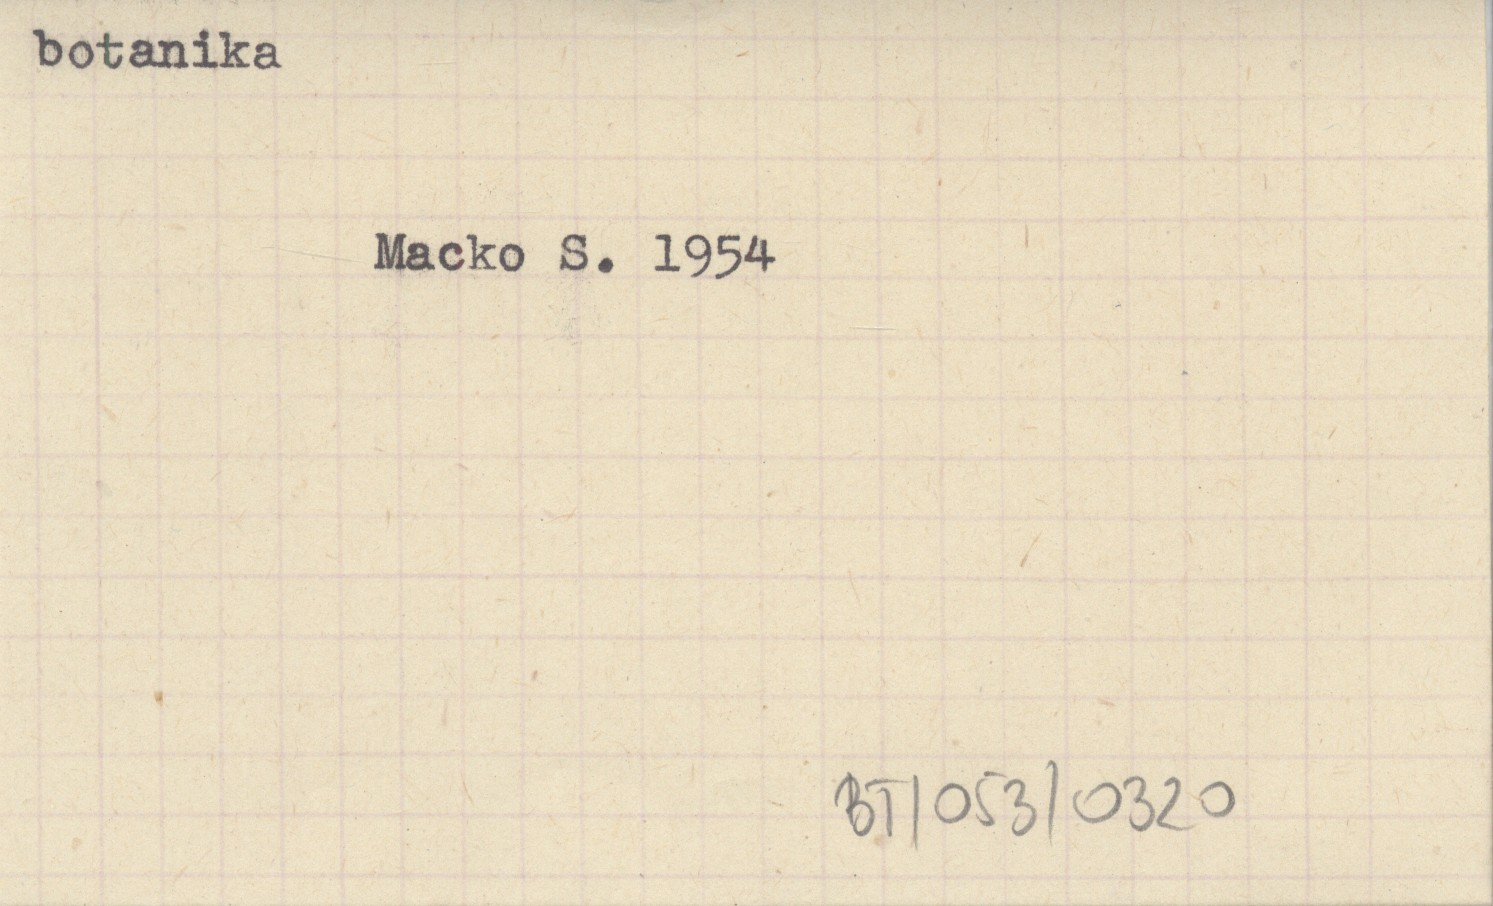 botanika
Macko S. 1954
BT/053/0320